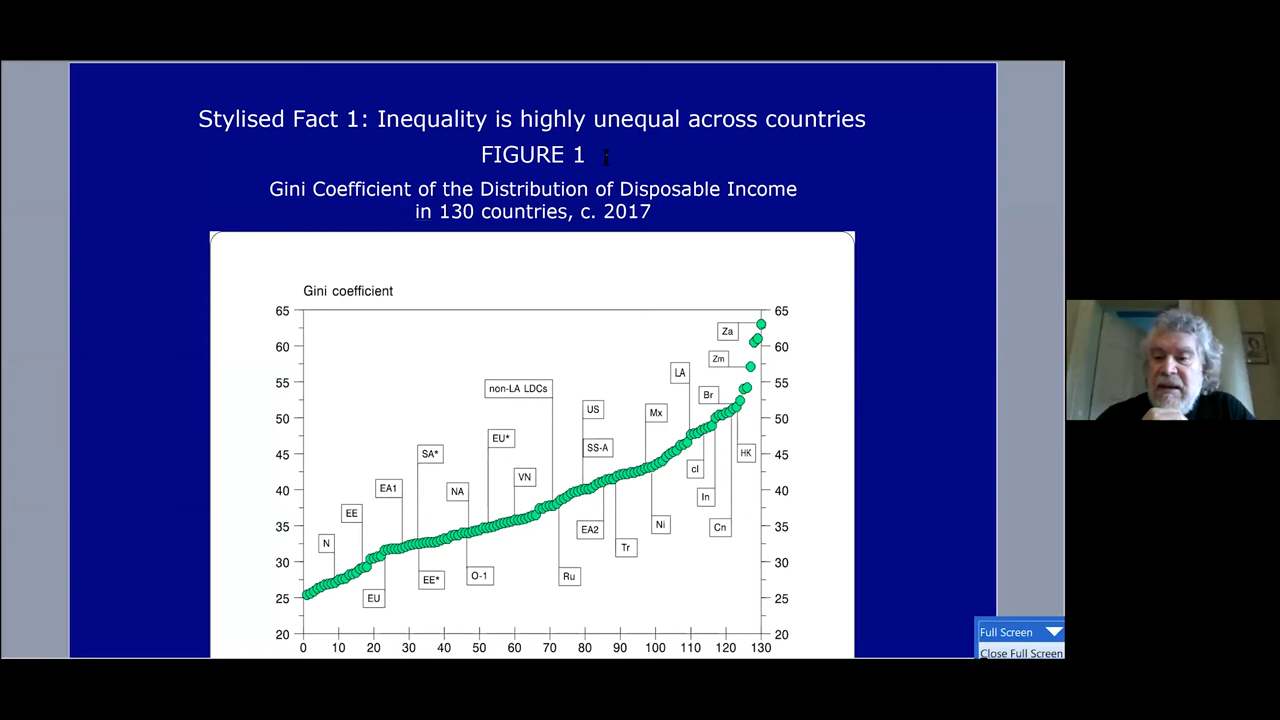 Stylised Fact 1: Inequality is highly unequal across countries
FIGURE 1
Gini Coefficient of the Distribution of Disposable Income
in 130 countries, c. 2017
Gini coefficient
65
60
55
50
45
40
35
30
25
20
65
60
55
50
45
40
35
30
25
20
Za
Zm
LA
non-LA LDCs
Br
US
Mx
EU*
SS-A
SA*
HK
cl
VN
EA1
NA
In
EE
Ni
Cn
EA2
N
Tr
EE*
O-1
Ru
EU
0 10 20 30 40 50 60 70 80 90 100 110 120 130
Full Screen
Close Full Screen